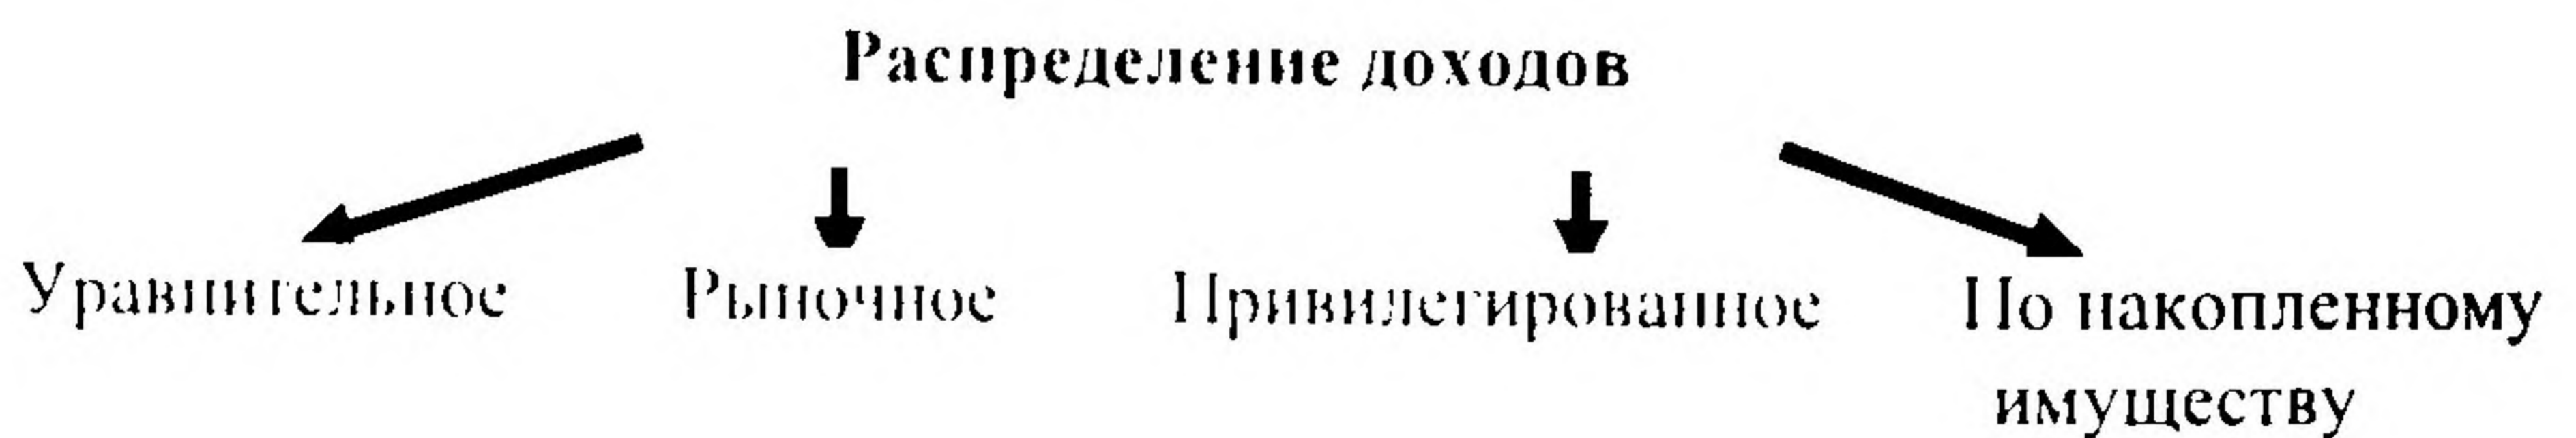 Распределение доходов
Уравнительное Рыночное Привилегированное По накопленному
имуществу